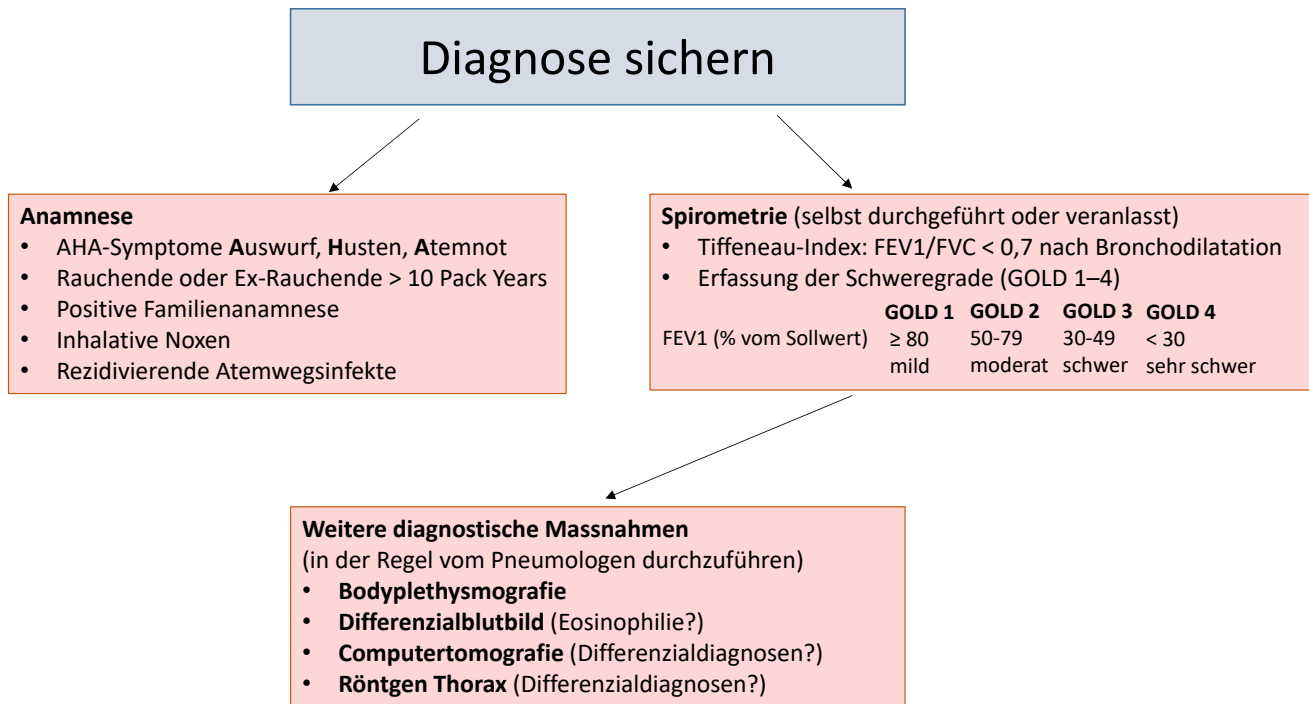 Diagnose sichern
Anamnese
• AHA-Symptome Auswurf, Husten, Atemnot
• Rauchende oder Ex-Rauchende > 10 Pack Years
• Positive Familienanamnese
• Inhalative Noxen
• Rezidivierende Atemwegsinfekte
Spirometrie (selbst durchgeführt oder veranlasst)
• Tiffeneau-Index: FEV1/FVC < 0,7 nach Bronchodilatation
• Erfassung der Schweregrade (GOLD 1–4)
GOLD 1 GOLD 2 GOLD 3 GOLD 4
FEV1 (% vom Sollwert) ≥ 80 50-79 30-49 < 30
mild moderat schwer sehr schwer
Weitere diagnostische Massnahmen
(in der Regel vom Pneumologen durchzuführen)
• Bodyplethysmografie
• Differenzialblutbild (Eosinophilie?)
• Computertomografie (Differenzialdiagnosen?)
• Röntgen Thorax (Differenzialdiagnosen?)